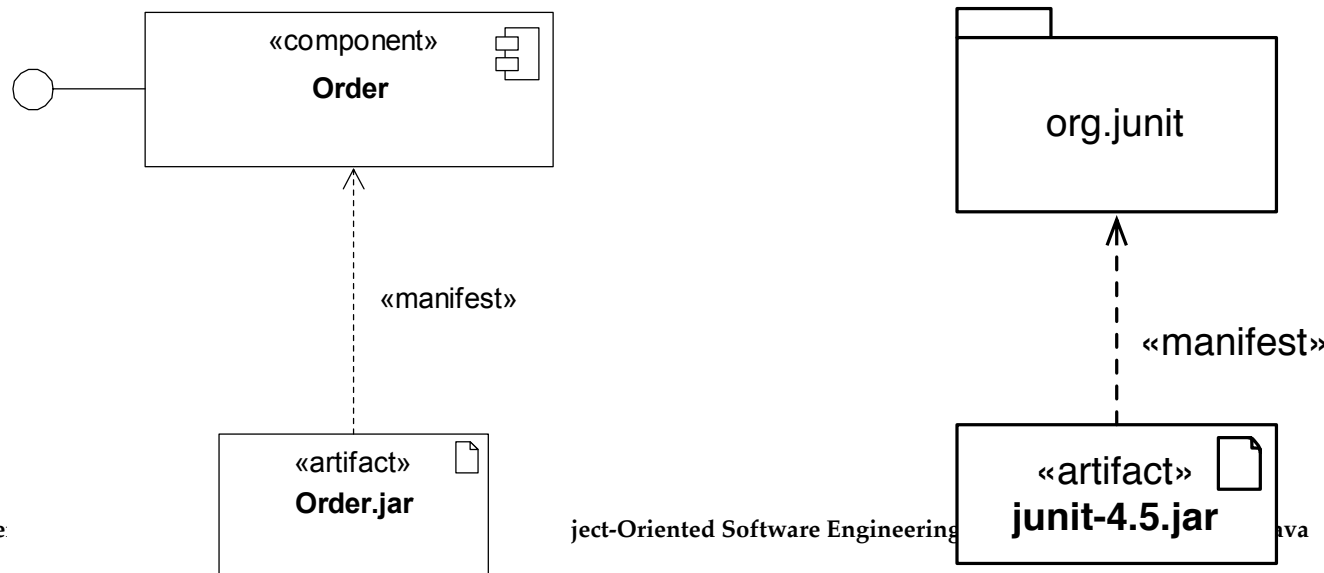 «component»
Order
«manifest»
«artifact»
Order.jar
org.junit
«manifest»
«artifact»
junit-4.5.jar
ject-Oriented Software Engineering